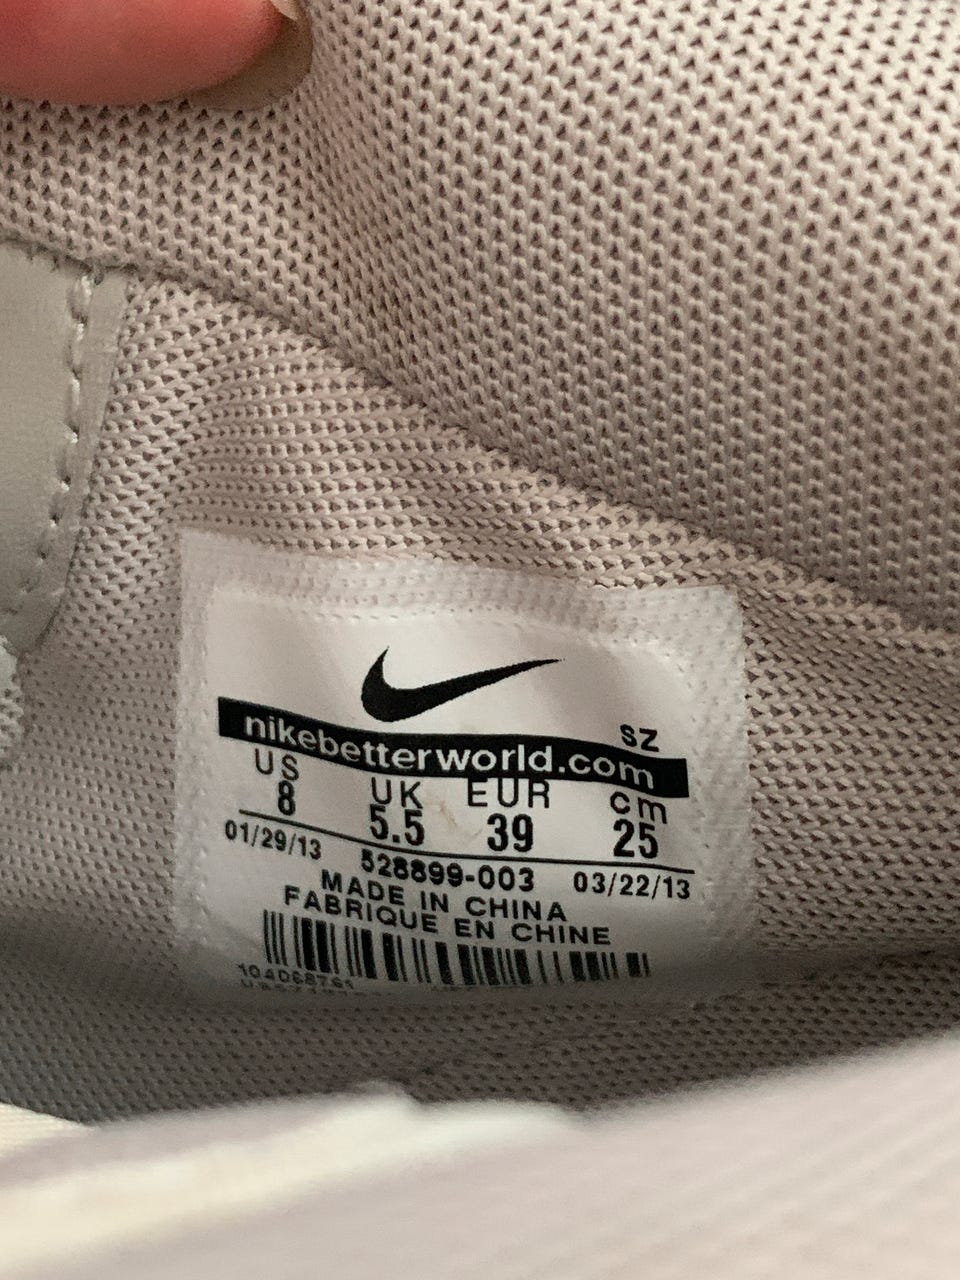 SZ
nikebetterworld.com
US UK EUR cm
8 5.5 39 25
01/29/13 528899-003 03/22/13
MADE IN CHINA
FABRIQUE EN CHINE